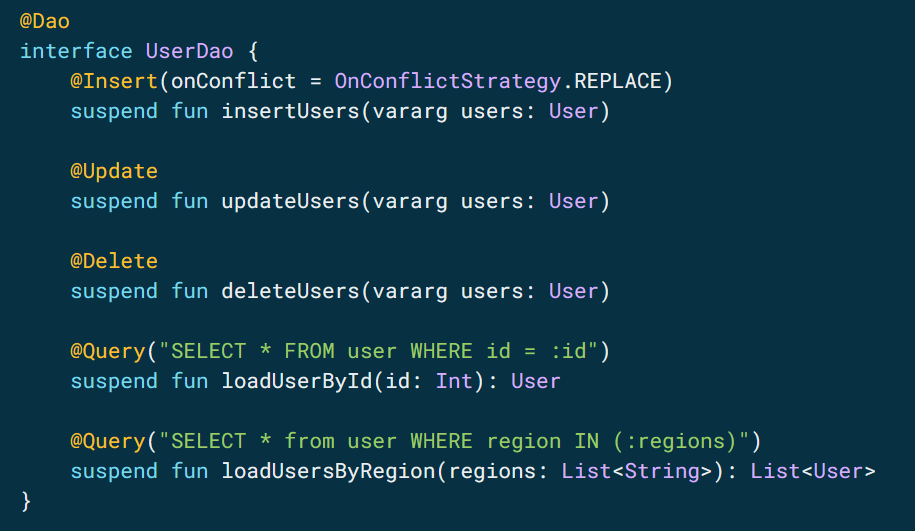 @Dao
interface UserDao {
    @Insert(onConflict = OnConflictStrategy.REPLACE)
    suspend fun insertUsers(vararg users: User)

    @Update
    suspend fun updateUsers(vararg users: User)

    @Delete
    suspend fun deleteUsers(vararg users: User)

    @Query("SELECT * FROM user WHERE id = :id")
    suspend fun loadUserById(id: Int): User

    @Query("SELECT * from user WHERE region IN (:regions)")
    suspend fun loadUsersByRegion(regions: List<String>): List<User>
}